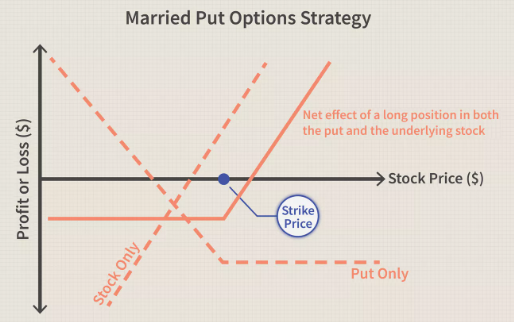 Married Put Options Strategy
Profit or Loss ($)
Net effect of a long position in both
the put and the underlying stock
Stock Price ($)
Strike
Price
Stock Only
Put Only